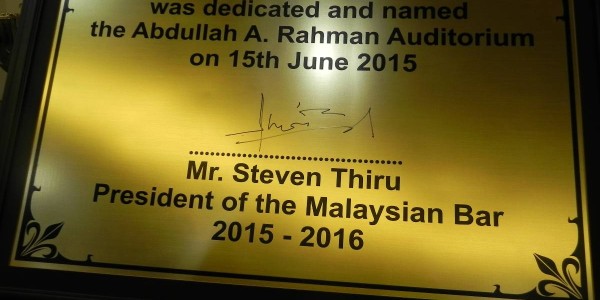 was dedicated and named
the Abdullah A. Rahman Auditorium
on 15th June 2015
Mr. Steven Thiru
President of the Malaysian Bar
2015 - 2016